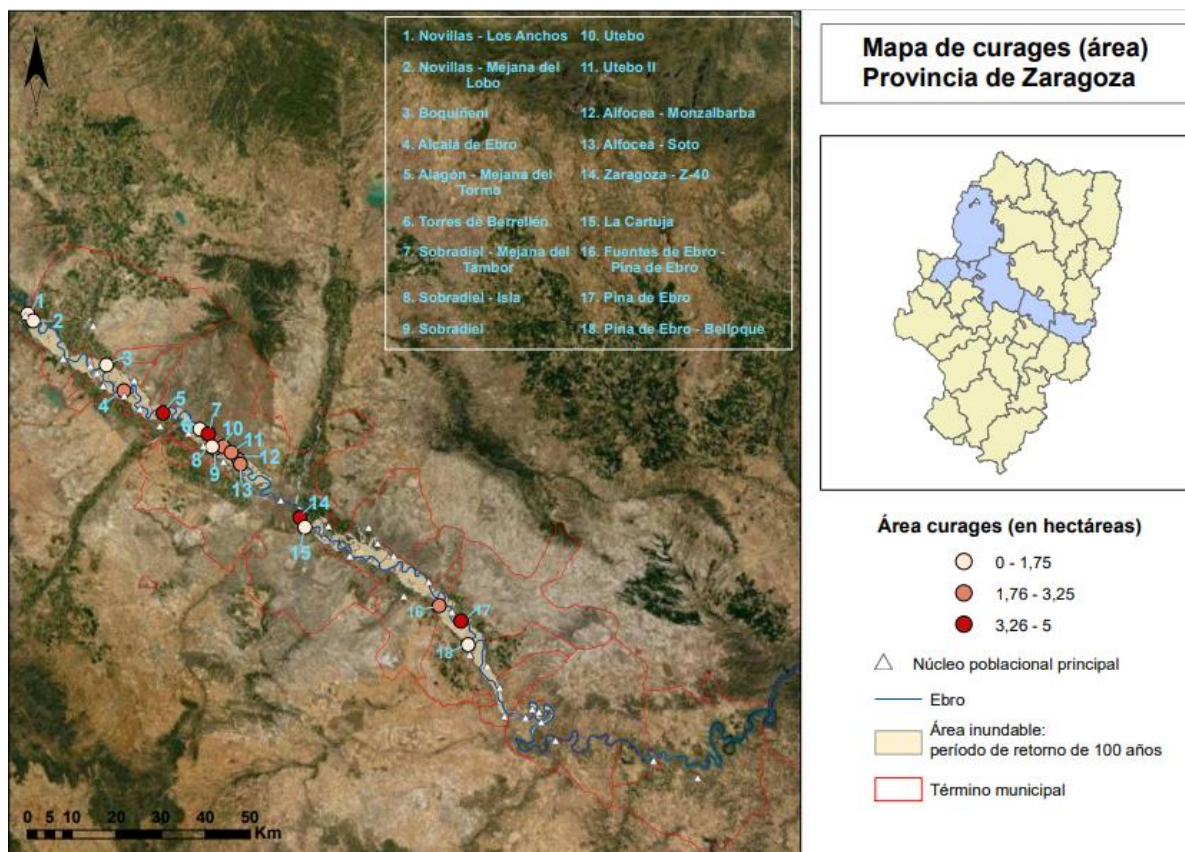 1. Novillas - Los Anchos
2. Novillas - Mejana del
Lobo
3. Boquiñeni
4. Alcalá de Ebro
5. Alagón - Mejana del
Tormo
6. Torres de Berrellén
7. Sobradiel - Mejana del
Tambor
8. Sobradiel - Isla
9. Sobradiel
10. Utebo
11. Utebo II
12. Alfocea - Monzalbarba
13. Alfocea - Soto
14. Zaragoza - Z-40
15. La Cartuja
16. Fuentes de Ebro -
Pina de Ebro
17. Pina de Ebro
18. Pina de Ebro - Belloque
1
2
3
4
5
6
7
8
9
10
11
12
13
14
15
16
17
18
0 5 10 20 30 40 50
Km
Mapa de curages (área)
Provincia de Zaragoza
Área curages (en hectáreas)
0 - 1,75
1,76 - 3,25
3,26 - 5
Núcleo poblacional principal
Ebro
Área inundable:
período de retorno de 100 años
Término municipal